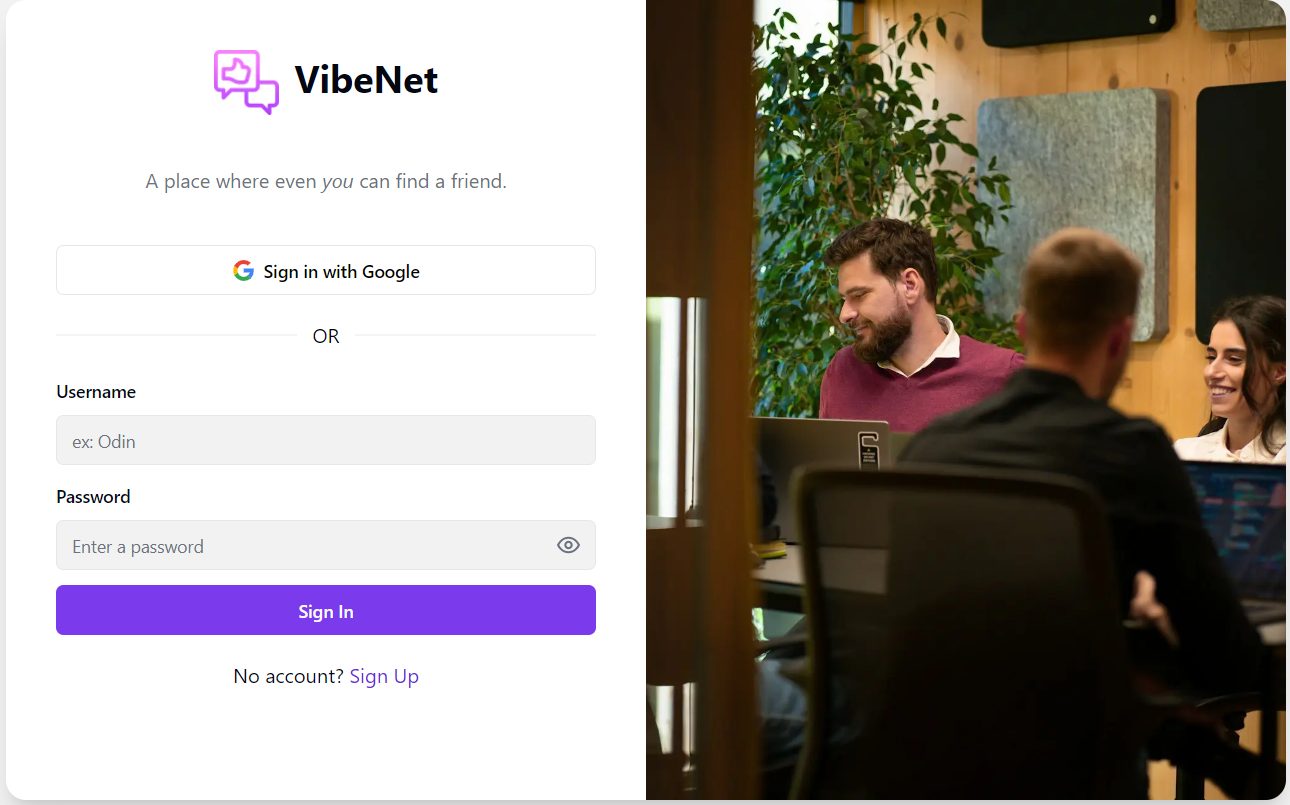 VibeNet
A place where even you can find a friend.
Sign in with Google
OR
Username
ex: Odin
Password
Enter a password
Sign In
No account? Sign Up